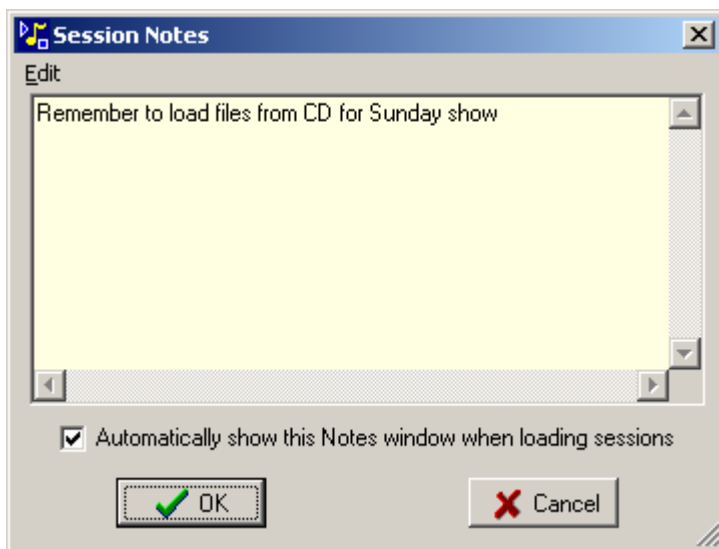 Session Notes
Edit
Remember to load files from CD for Sunday show
Automatically show this Notes window when loading sessions
OK
Cancel